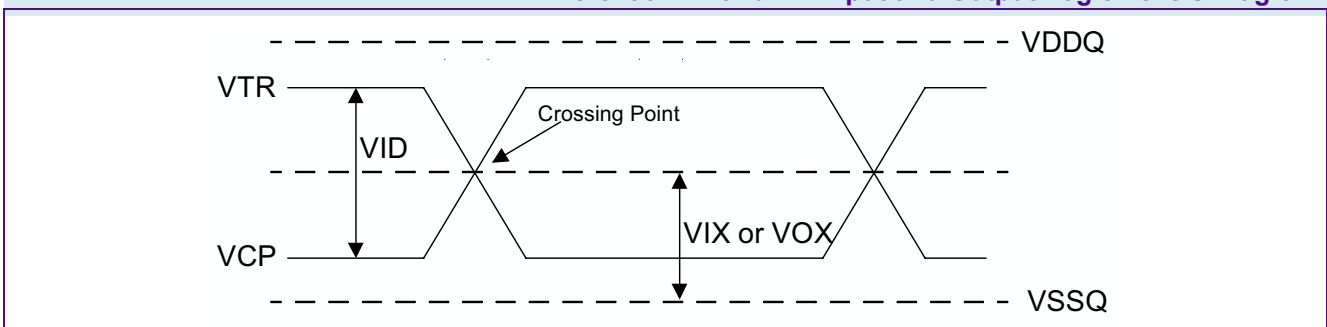 VDDQ
VTR
Crossing Point
VID
VIX or VOX
VCP
VSSQ